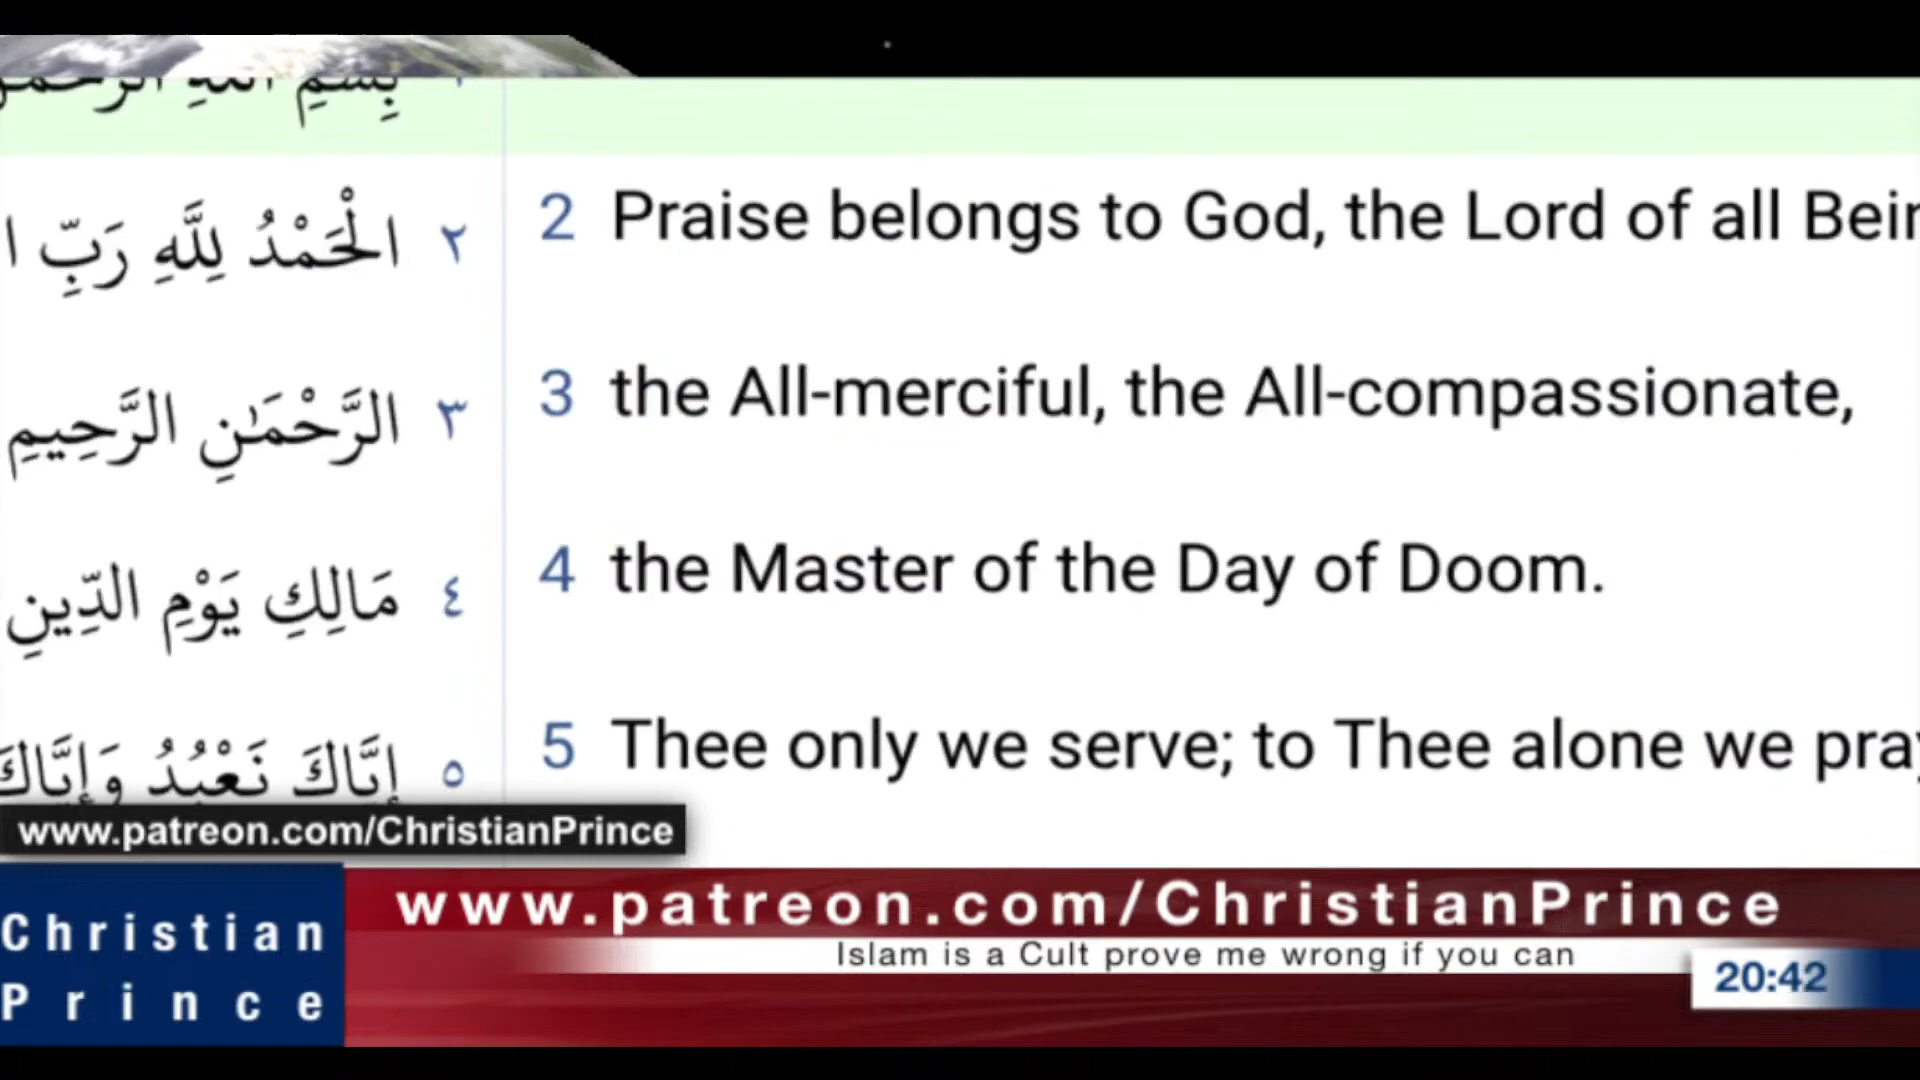 بِسْمِ اللَّهِ
٢ الْحَمْدُ لِلَّهِ رَبِّ
2 Praise belongs to God, the Lord of all
٣ الرَّحْمَٰنِ الرَّحِيمِ
3 the All-merciful, the All-compassionate,
٤ مَالِكِ يَوْمِ الدِّينِ
4 the Master of the Day of Doom.
٥ إِيَّاكَ نَعْبُدُ وَإِيَّاكَ
5 Thee only we serve; to Thee alone we
www.patreon.com/ChristianPrince
Christian
Prince
www.patreon.com/ChristianPrince
Islam is a Cult prove me wrong if you can
20:42